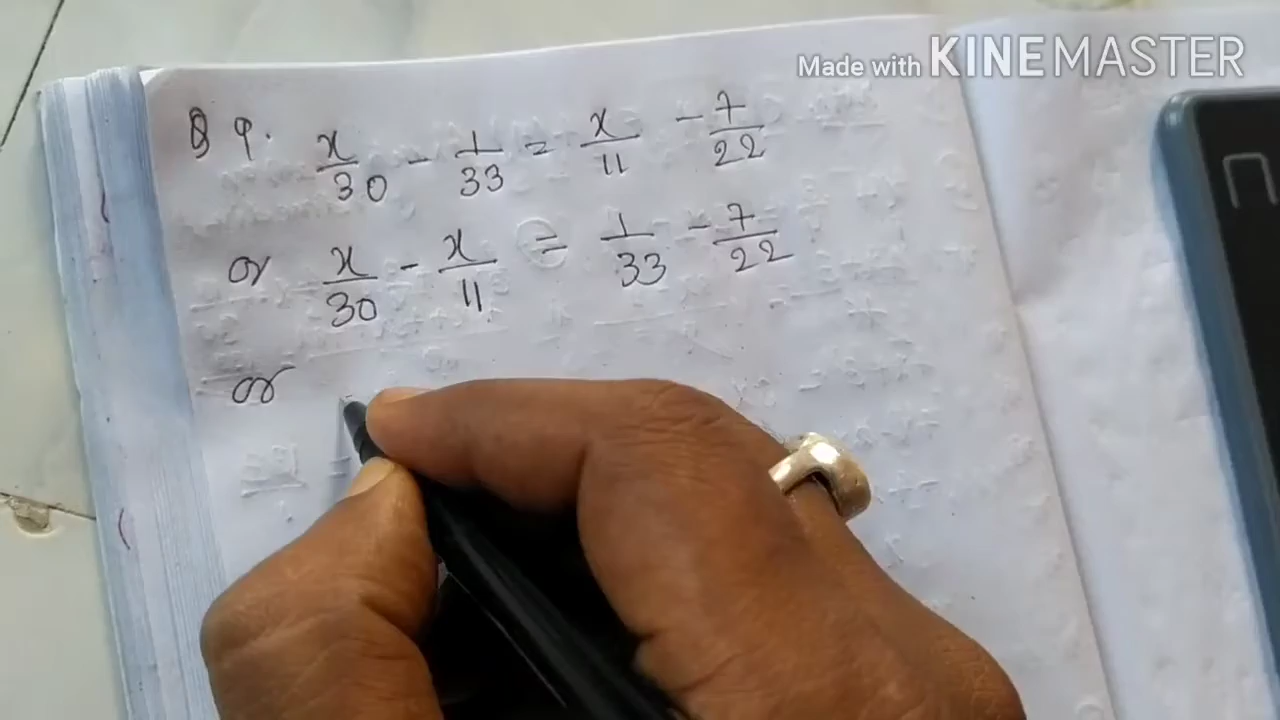 Made with KINEMASTER
Q 9. x/30 - 1/33 = x/11 - 7/22
or x/30 - x/11 = 1/33 - 7/22
or